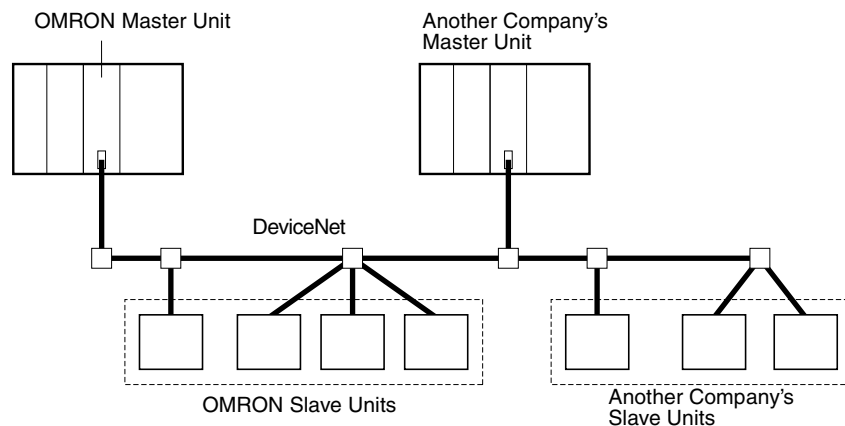 OMRON Master Unit
Another Company's
Master Unit
DeviceNet
OMRON Slave Units
Another Company's
Slave Units